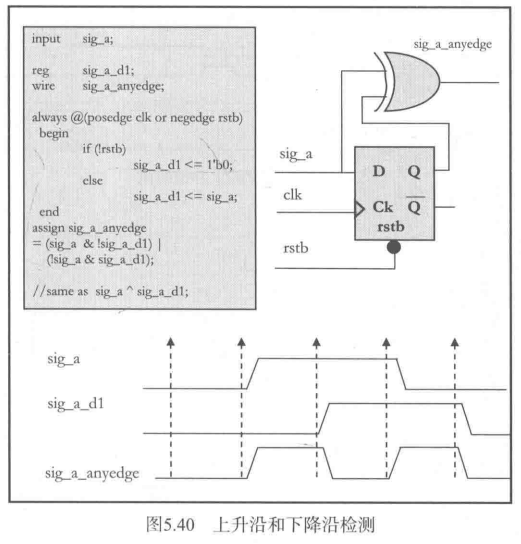 input sig_a;
reg sig_a_d1;
wire sig_a_anyedge;
always @(posedge clk or negedge rstb)
begin
if (!rstb)
sig_a_d1 <= 1'b0;
else
sig_a_d1 <= sig_a;
end
assign sig_a_anyedge
= (sig_a & !sig_a_d1) |
(!sig_a & sig_a_d1);
//same as sig_a ^ sig_a_d1;
sig_a_anyedge
sig_a
D Q
clk
Ck Q
rstb
rstb
sig_a
sig_a_d1
sig_a_anyedge
图5.40 上升沿和下降沿检测